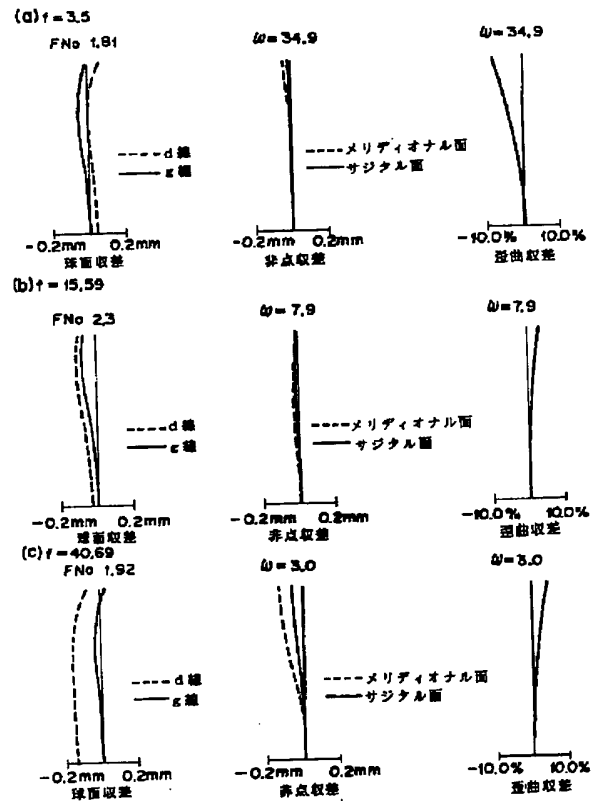 (a) f = 3.5
FNo 1.81
ω = 34.9
ω = 34.9
d線
g線
メリディオナル面
サジタル面
-0.2mm 0.2mm
球面収差
-0.2mm 0.2mm
非点収差
-10.0% 10.0%
歪曲収差
(b) f = 15.59
FNo 2.3
ω = 7.9
ω = 7.9
d線
g線
メリディオナル面
サジタル面
-0.2mm 0.2mm
球面収差
-0.2mm 0.2mm
非点収差
-10.0% 10.0%
歪曲収差
(c) f = 40.69
FNo 1.92
ω = 3.0
ω = 3.0
d線
g線
メリディオナル面
サジタル面
-0.2mm 0.2mm
球面収差
-0.2mm 0.2mm
非点収差
-10.0% 10.0%
歪曲収差